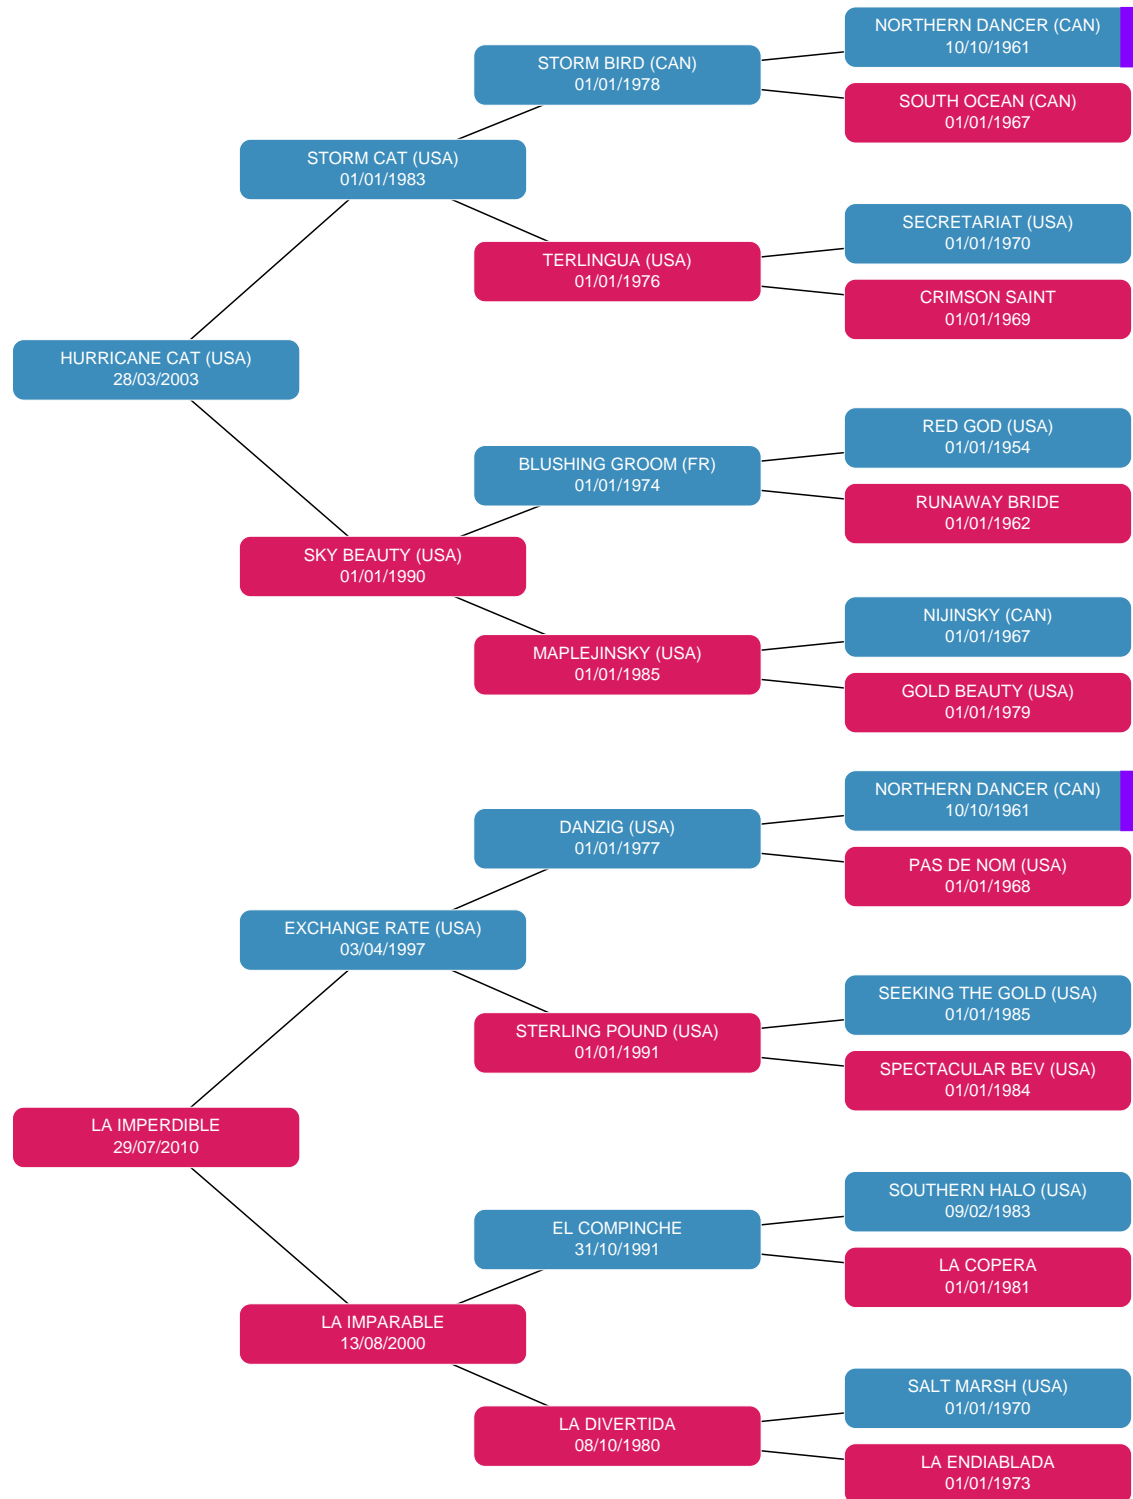 NORTHERN DANCER (CAN)
10/10/1961
STORM BIRD (CAN)
01/01/1978
SOUTH OCEAN (CAN)
01/01/1967
STORM CAT (USA)
01/01/1983
SECRETARIAT (USA)
01/01/1970
TERLINGUA (USA)
01/01/1976
CRIMSON SAINT
01/01/1969
HURRICANE CAT (USA)
28/03/2003
RED GOD (USA)
01/01/1954
BLUSHING GROOM (FR)
01/01/1974
RUNAWAY BRIDE
01/01/1962
SKY BEAUTY (USA)
01/01/1990
NIJINSKY (CAN)
01/01/1967
MAPLEJINSKY (USA)
01/01/1985
GOLD BEAUTY (USA)
01/01/1979
NORTHERN DANCER (CAN)
10/10/1961
DANZIG (USA)
01/01/1977
PAS DE NOM (USA)
01/01/1968
EXCHANGE RATE (USA)
03/04/1997
SEEKING THE GOLD (USA)
01/01/1985
STERLING POUND (USA)
01/01/1991
SPECTACULAR BEV (USA)
01/01/1984
LA IMPERDIBLE
29/07/2010
SOUTHERN HALO (USA)
09/02/1983
EL COMPINCHE
31/10/1991
LA COPERA
01/01/1981
LA IMPARABLE
13/08/2000
SALT MARSH (USA)
01/01/1970
LA DIVERTIDA
08/10/1980
LA ENDIABLADA
01/01/1973